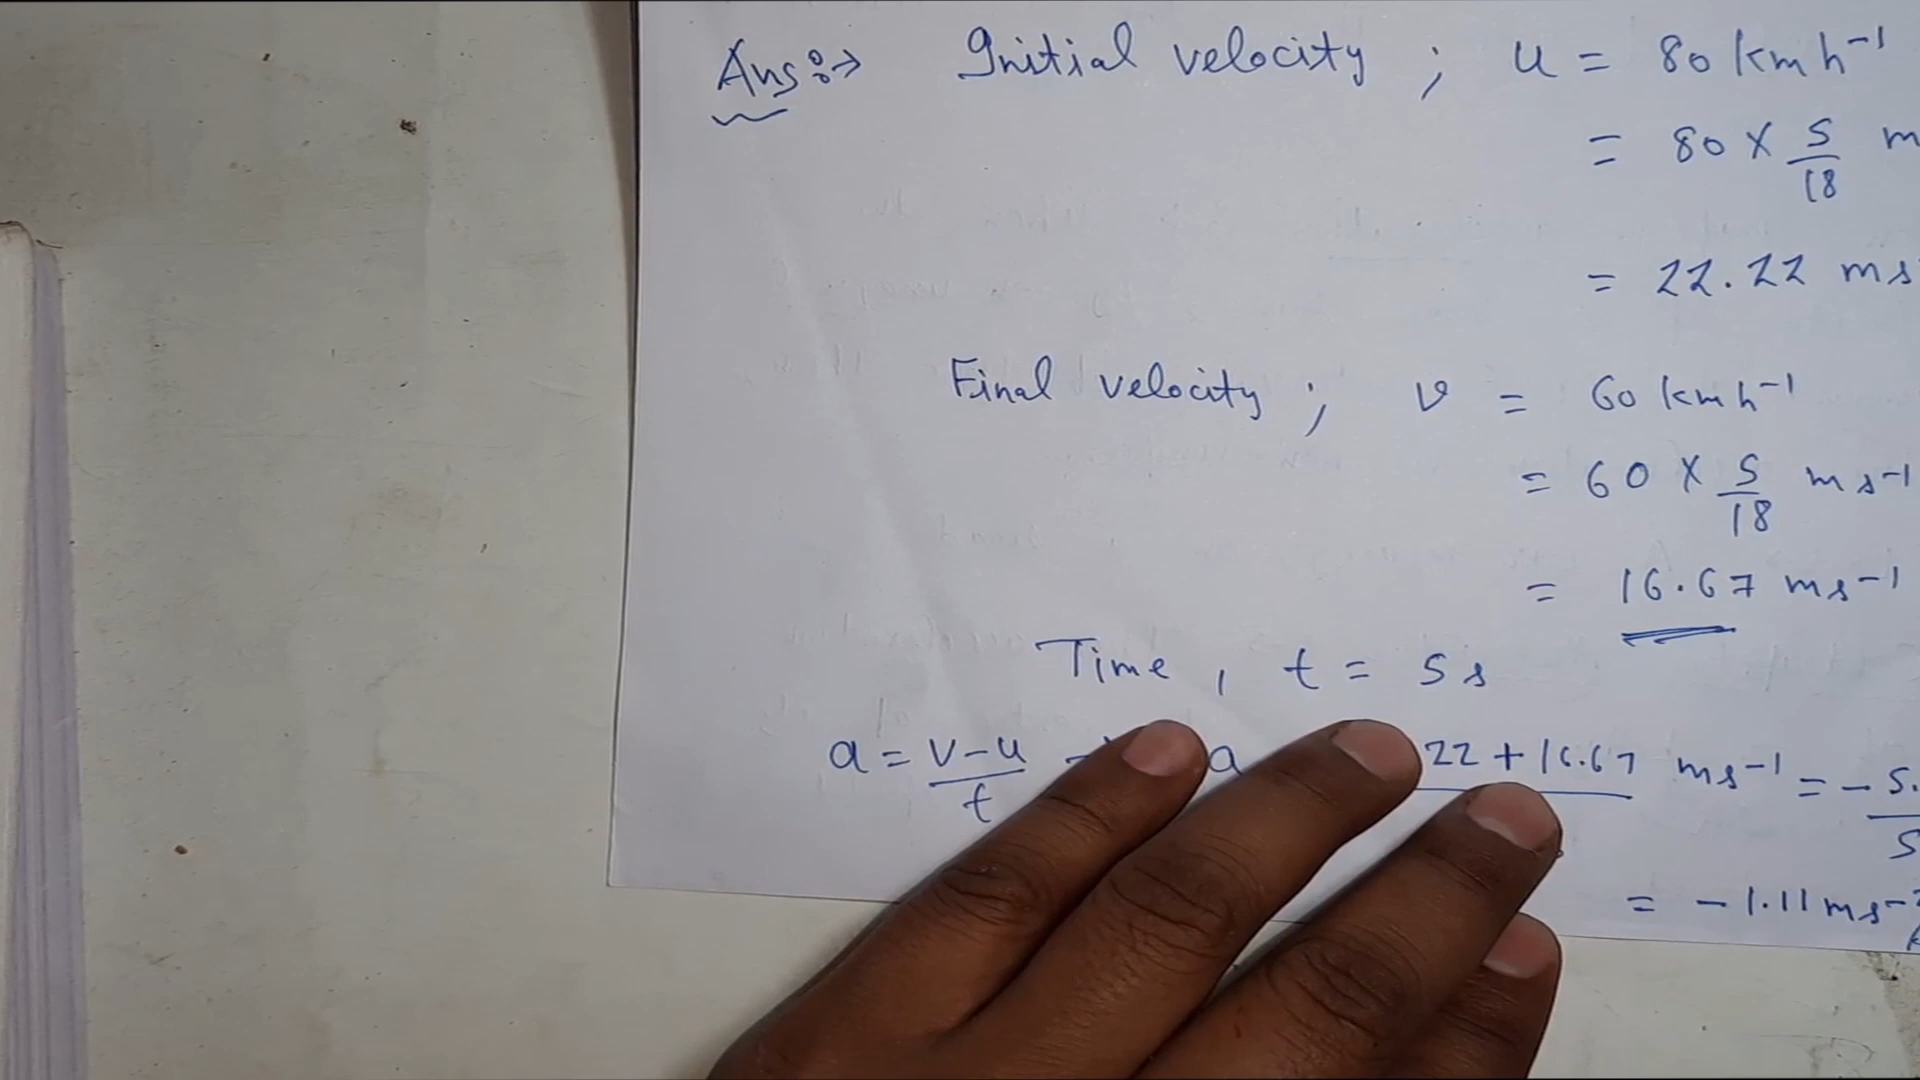 Ans:→ Initial velocity ; u = 80 km h⁻¹
= 80 × 5/18 m
= 22.22 ms
Final velocity ; v = 60 km h⁻¹
= 60 × 5/18 ms⁻¹
= 16.67 ms⁻¹
Time, t = 5 s
a = v-u/t a 22 + 16.67 ms⁻¹ = - 5./5
= - 1.11 ms⁻²